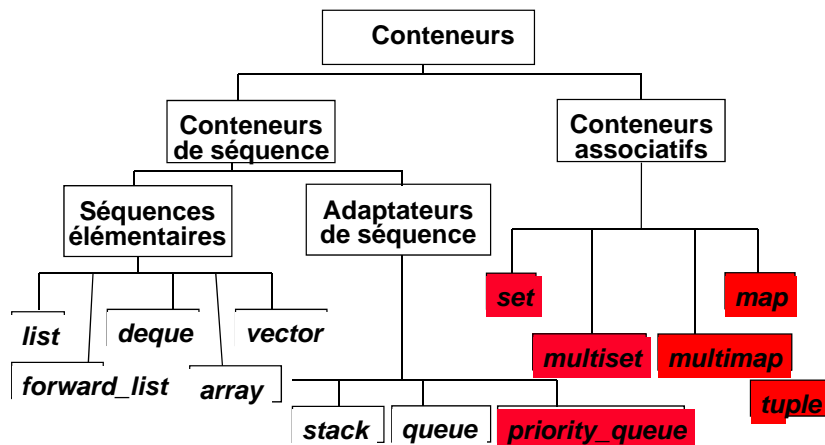 Conteneurs
Conteneurs
de séquence
Conteneurs
associatifs
Séquences
élémentaires
Adaptateurs
de séquence
set
map
list
deque
vector
multiset
multimap
forward_list
array
tuple
stack
queue
priority_queue